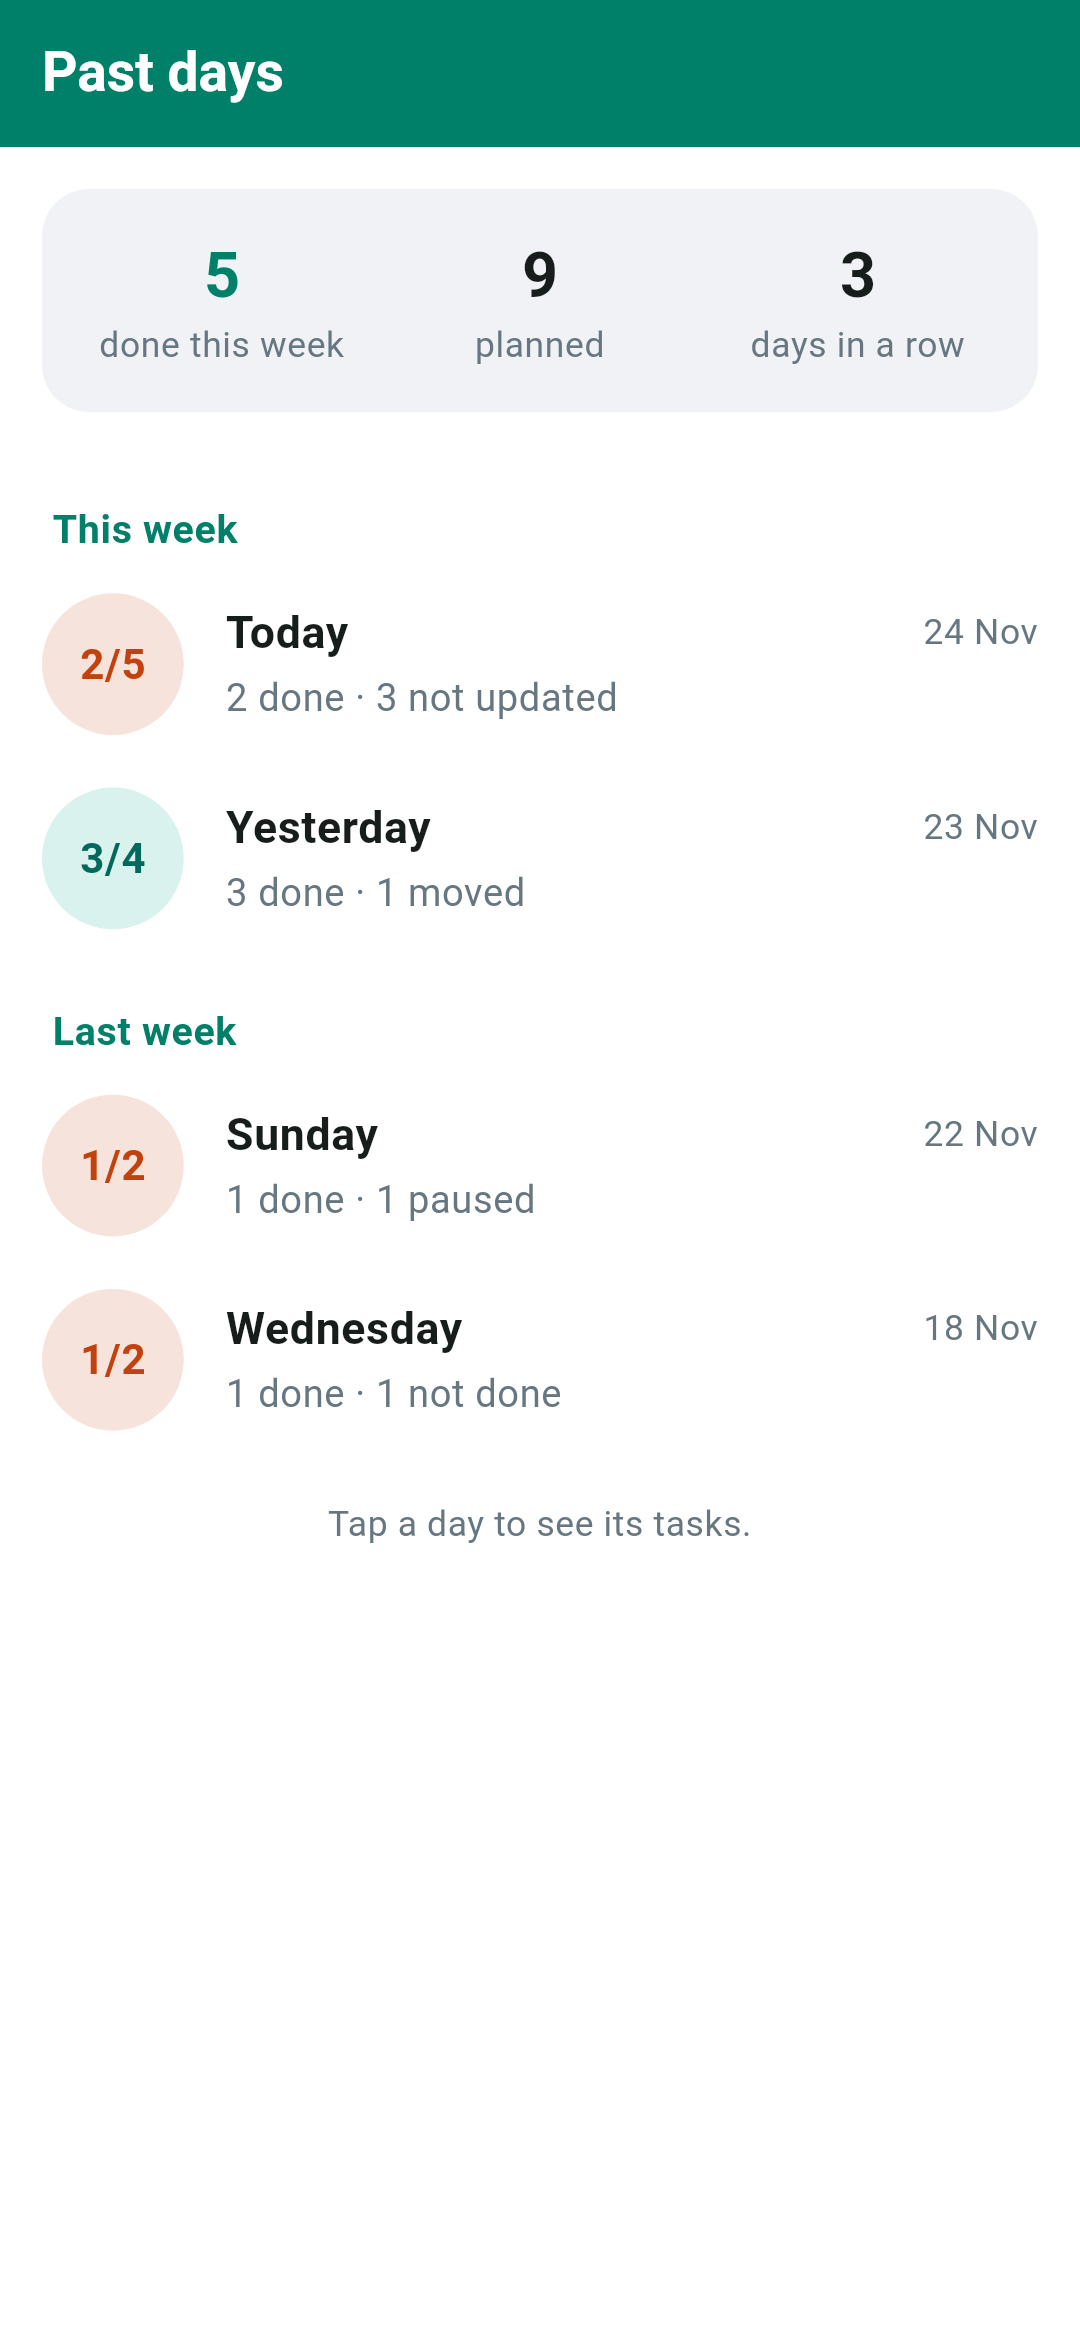 Past days
5 9 3
done this week planned days in a row
This week
2/5 Today 24 Nov
2 done · 3 not updated
3/4 Yesterday 23 Nov
3 done · 1 moved
Last week
1/2 Sunday 22 Nov
1 done · 1 paused
1/2 Wednesday 18 Nov
1 done · 1 not done
Tap a day to see its tasks.